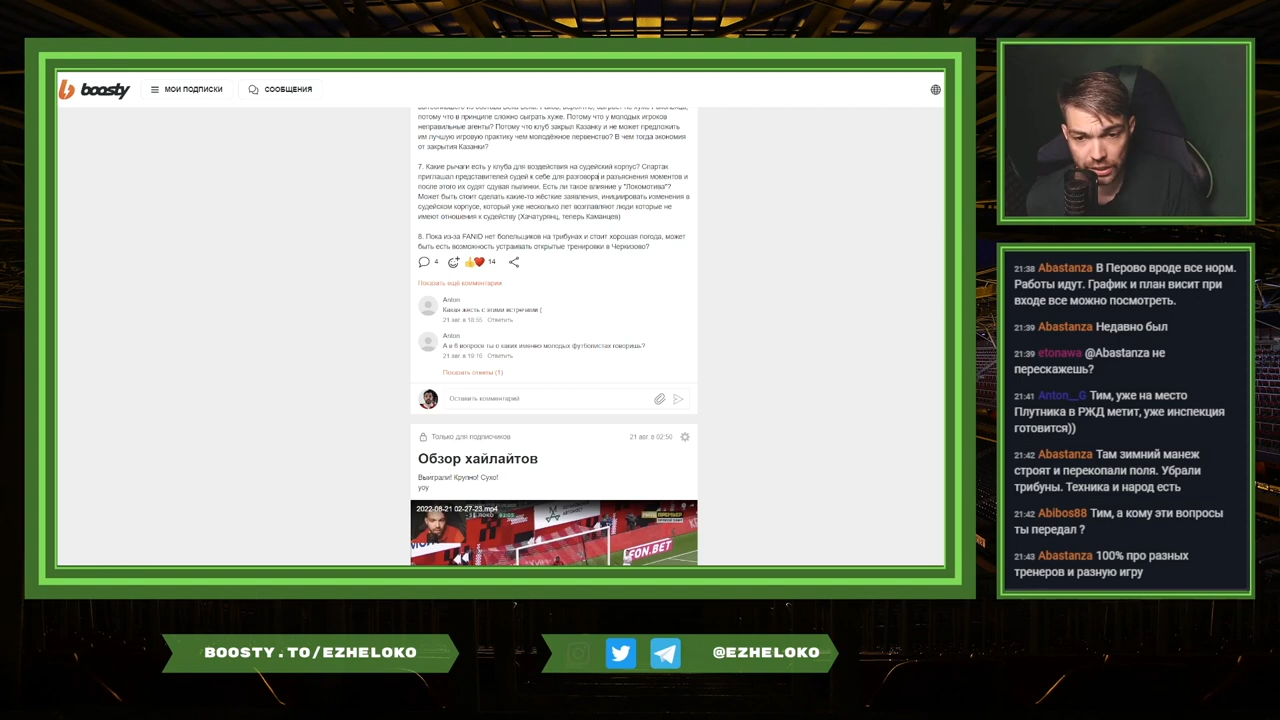 boosty
МОИ ПОДПИСКИ
СООБЩЕНИЯ
потому что в принципе сложно сыграть хуже. Потому что у молодых игроков
неправильные агенты? Потому что клуб закрыл Казанку и не может предложить
им лучшую игровую практику чем молодёжное первенство? В чем тогда экономия
от закрытия Казанки?
7. Какие рычаги есть у клуба для воздействия на судейский корпус? Спартак
приглашал представителей судей к себе для разговора и разъяснения моментов и
после этого их судят сдувая пылинки. Есть ли такое влияние у "Локомотива"?
Может быть стоит сделать какие-то жёсткие заявления, инициировать изменения в
судейском корпусе, который уже несколько лет возглавляют люди которые не
имеют отношения к судейству (Хачатурянц, теперь Каманцев)
8. Пока из-за FANID нет болельщиков на трибунах и стоит хорошая погода, может
быть есть возможность устраивать открытые тренировки в Черкизово?
4
14
Показать ещё комментарии
Anton
Какая жесть с этими встречами (
21 авг. в 18:55 Ответить
Anton
А в 6 вопросе ты о каких именно молодых футболистах говоришь?
21 авг. в 19:16 Ответить
Показать ответы (1)
Оставить комментарий
Только для подписчиков
21 авг. в 02:50
Обзор хайлайтов
Выиграли! Крупно! Сухо!
yoy
2022-08-21 02-27-23.mp4
FON.BET
21:38 Abastanza В Перово вроде все норм.
Работы идут. График и план висит при
входе все можно посмотреть.
21:39 Abastanza Недавно был
21:39 etonawa @Abastanza не
перескажешь?
21:41 Anton__G Тим, уже на место
Плутника в РЖД метит, уже инспекция
готовится))
21:42 Abastanza Там зимний манеж
строят и перекопали поля. Убрали
трибуны. Техника и народ есть
21:42 Abibos88 Тим, а кому эти вопросы
ты передал ?
21:43 Abastanza 100% про разных
тренеров и разную игру
BOOSTY.TO/EZHELOKO
@EZHELOKO